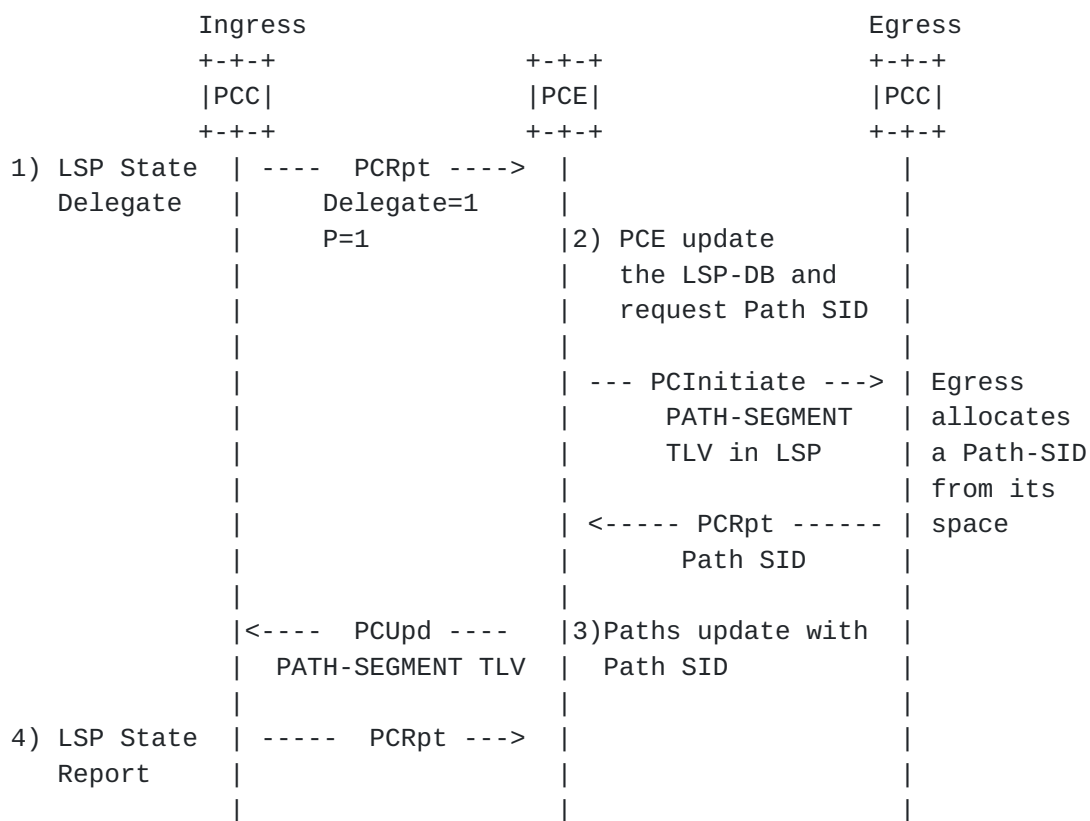 Ingress                                    Egress
            +-+-+                +-+-+                 +-+-+
            |PCC|                |PCE|                 |PCC|
            +-+-+                +-+-+                 +-+-+
1) LSP State  | ----  PCRpt ---->  |                     |
   Delegate   |     Delegate=1     |                     |
              |     P=1            |2) PCE update        |
              |                    |   the LSP-DB and    |
              |                    |   request Path SID  |
              |                    |                     |
              |                    | --- PCInitiate ---> | Egress
              |                    |      PATH-SEGMENT   | allocates
              |                    |      TLV in LSP     | a Path-SID
              |                    |                     | from its
              |                    | <----- PCRpt ------ | space
              |                    |       Path SID      |
              |                    |                     |
              |<----  PCUpd ----   |3)Paths update with  |
              |  PATH-SEGMENT TLV  |  Path SID           |
              |                    |                     |
4) LSP State  | -----  PCRpt --->  |                     |
   Report     |                    |                     |
              |                    |                     |